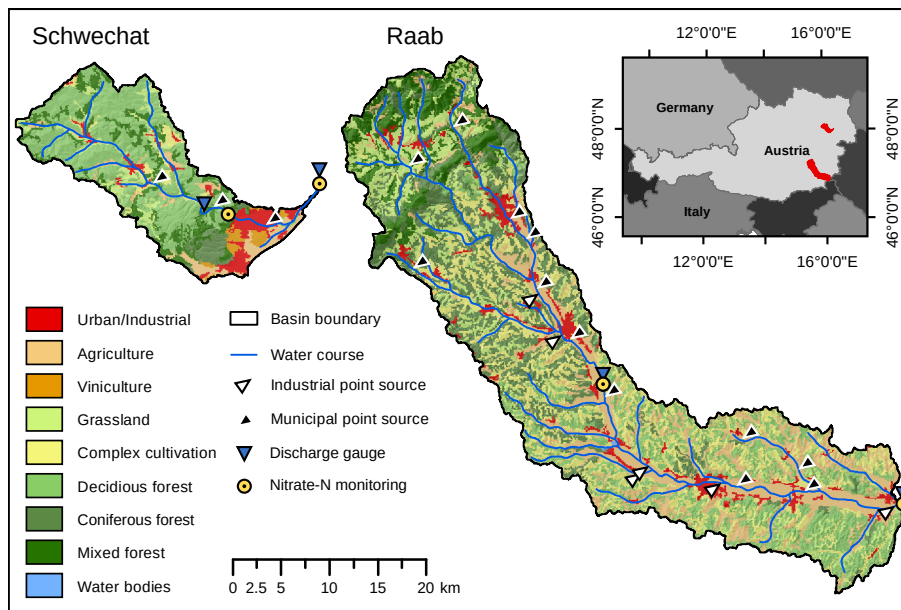 Schwechat
Raab
12°0'0"E
16°0'0"E
48°0'0"N
46°0'0"N
Germany
Austria
Italy
48°0'0"N
46°0'0"N
12°0'0"E
16°0'0"E
Urban/Industrial
Agriculture
Viniculture
Grassland
Complex cultivation
Decidious forest
Coniferous forest
Mixed forest
Water bodies
Basin boundary
Water course
Industrial point source
Municipal point source
Discharge gauge
Nitrate-N monitoring
0 2.5 5 10 15 20 km